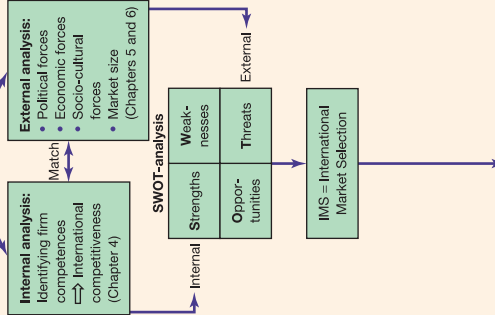 Internal analysis:
Identifying firm
competences
⇨ International
competitiveness
(Chapter 4)
Match
External analysis:
• Political forces
• Economic forces
• Socio-cultural
forces
• Market size
(Chapters 5 and 6)
SWOT-analysis
Internal
Strengths
Weak-
nesses
Oppor-
tunities
Threats
External
IMS = International
Market Selection